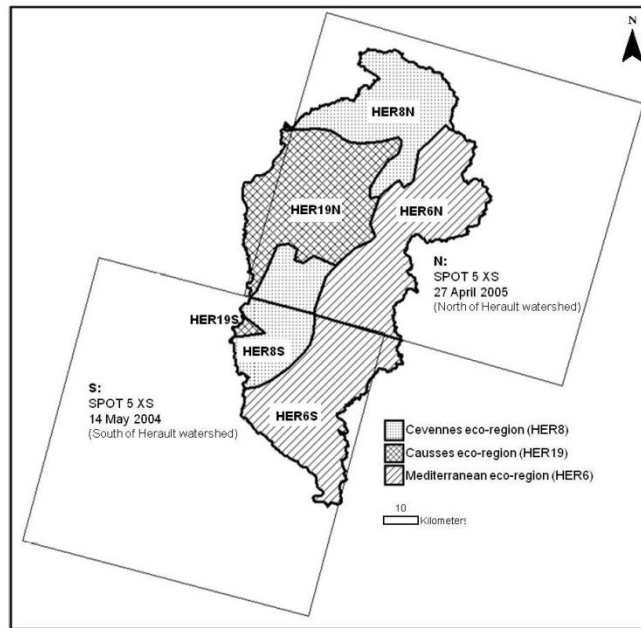 N
HER8N
HER19N
HER6N
N:
SPOT 5 XS
27 April 2005
(North of Herault watershed)
HER19S
HER8S
S:
SPOT 5 XS
14 May 2004
(South of Herault watershed)
HER6S
Cevennes eco-region (HER8)
Causses eco-region (HER19)
Mediterranean eco-region (HER6)
10
Kilometers